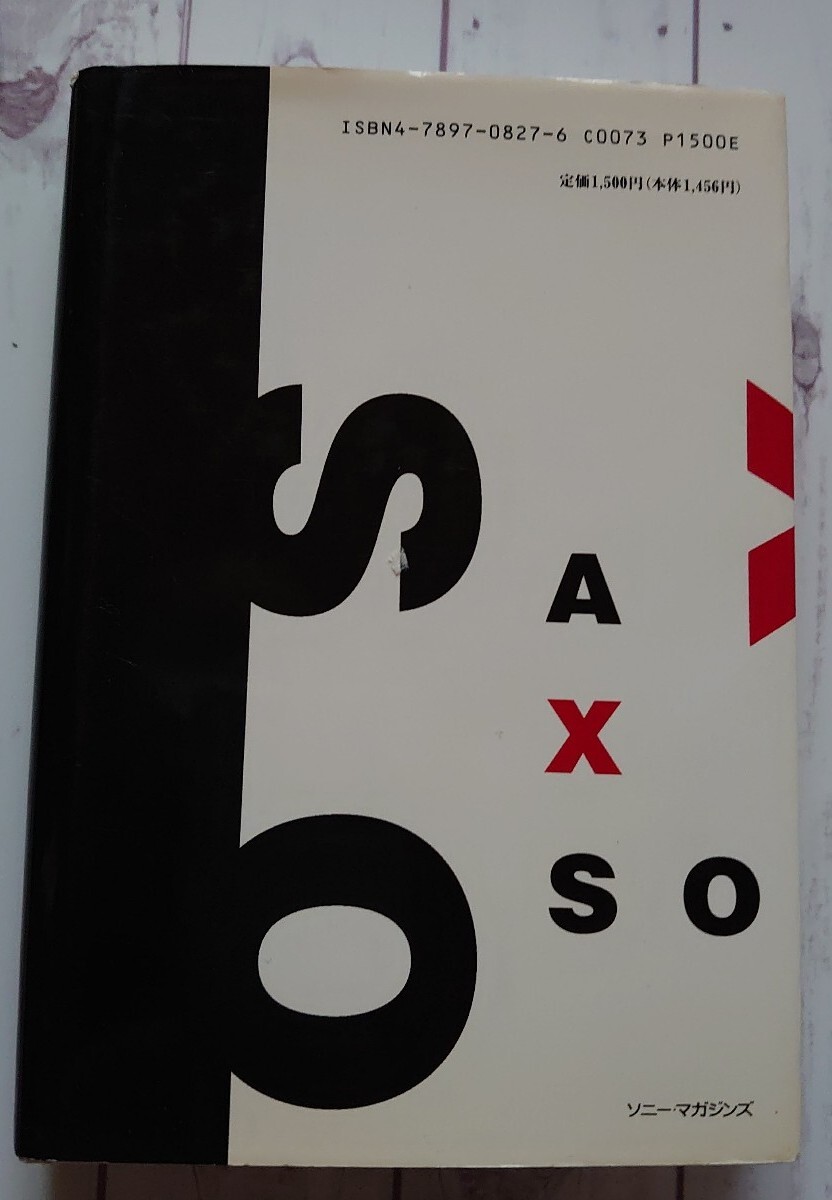 ISBN4-7897-0827-6 C0073 P1500E
定価1,500円(本体1,456円)
S
A
X
S O
O
ソニー・マガジンズ